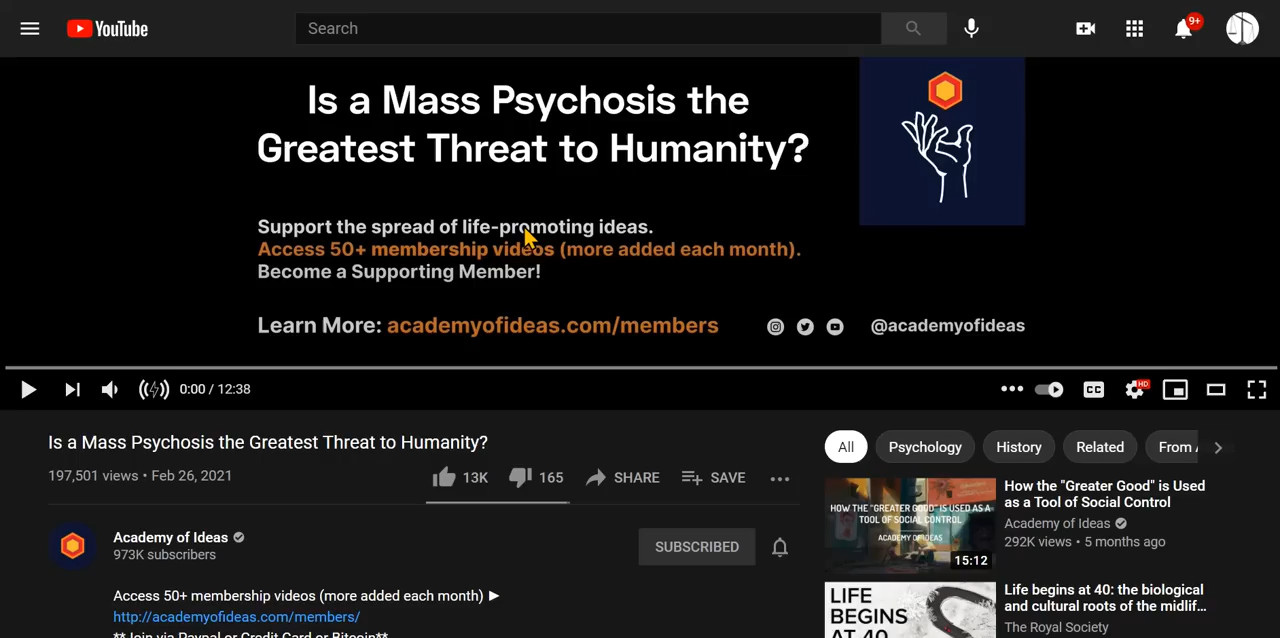 YouTube
Search
9+
Is a Mass Psychosis the
Greatest Threat to Humanity?
Support the spread of life-promoting ideas.
Access 50+ membership videos (more added each month).
Become a Supporting Member!
Learn More: academyofideas.com/members
@academyofideas
0:00 / 12:38
CC
HD
Is a Mass Psychosis the Greatest Threat to Humanity?
197,501 views • Feb 26, 2021
13K
165
SHARE
SAVE
Academy of Ideas
973K subscribers
SUBSCRIBED
Access 50+ membership videos (more added each month) ►
http://academyofideas.com/members/
** Join via Paypal or Credit Card or Bitcoin**
All
Psychology
History
Related
From
HOW THE "GREATER GOOD" IS USED AS A
TOOL OF SOCIAL CONTROL
ACADEMY OF IDEAS
15:12
How the "Greater Good" is Used
as a Tool of Social Control
Academy of Ideas
292K views • 5 months ago
LIFE
BEGINS
AT 40
Life begins at 40: the biological
and cultural roots of the midlif...
The Royal Society